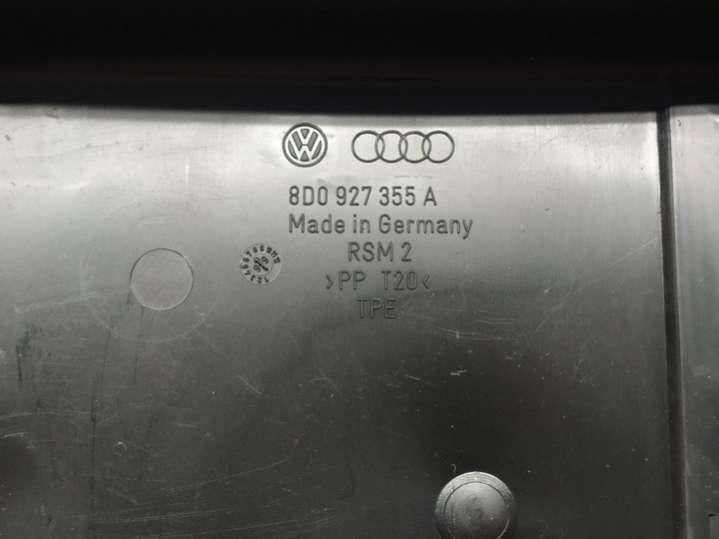 8D0 927 355 A
Made in Germany
RSM 2
>PP T20<
TPE